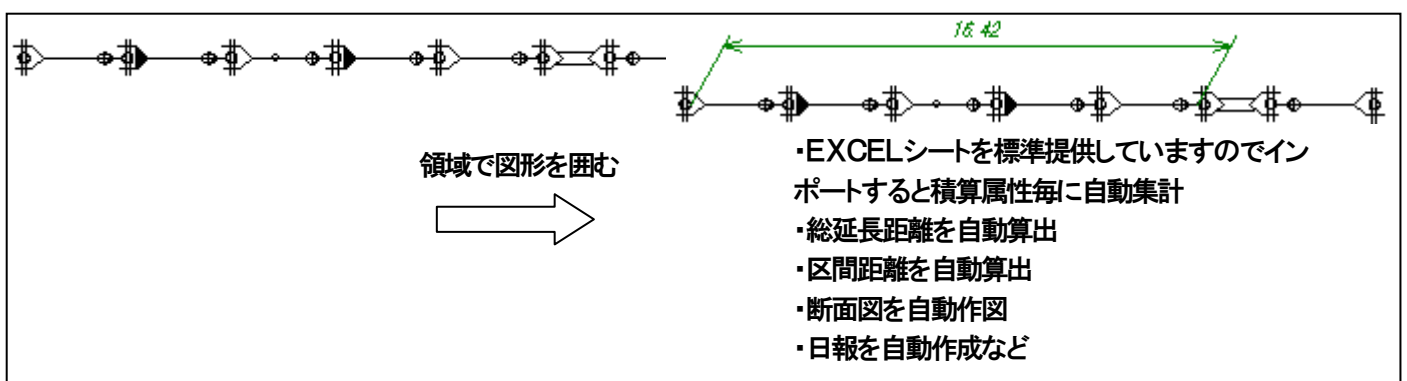 16.42
領域で図形を囲む
・EXCELシートを標準提供していますのでイン
ポートすると積算属性毎に自動集計
・総延長距離を自動算出
・区間距離を自動算出
・断面図を自動作図
・日報を自動作成など